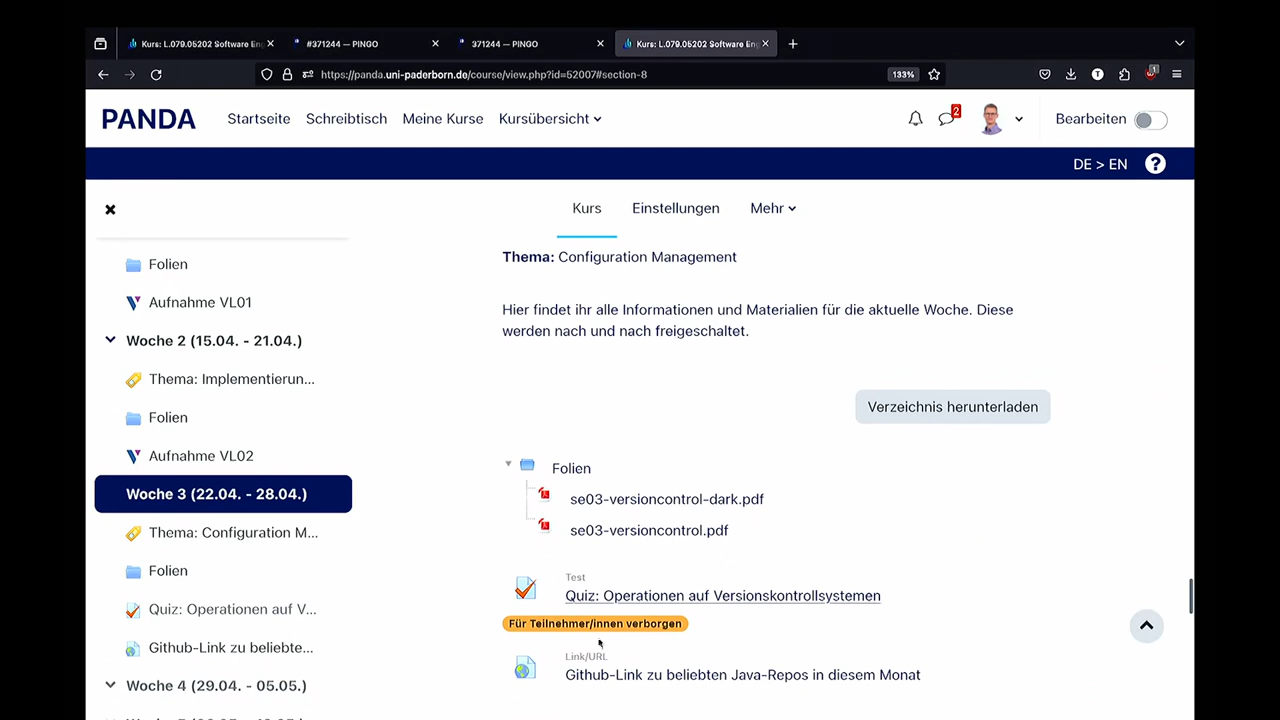 Kurs: L.079.05202 Software Eng
#371244 — PINGO
371244 — PINGO
Kurs: L.079.05202 Software Eng
https://panda.uni-paderborn.de/course/view.php?id=52007#section-8
133%
T
1
PANDA
Startseite
Schreibtisch
Meine Kurse
Kursübersicht
2
Bearbeiten
DE > EN
?
Kurs
Einstellungen
Mehr
Folien
Aufnahme VL01
Woche 2 (15.04. - 21.04.)
Thema: Implementierun...
Folien
Aufnahme VL02
Woche 3 (22.04. - 28.04.)
Thema: Configuration M...
Folien
Quiz: Operationen auf V...
Github-Link zu beliebte...
Woche 4 (29.04. - 05.05.)
Thema: Configuration Management
Hier findet ihr alle Informationen und Materialien für die aktuelle Woche. Diese
werden nach und nach freigeschaltet.
Verzeichnis herunterladen
Folien
se03-versioncontrol-dark.pdf
se03-versioncontrol.pdf
Test
Quiz: Operationen auf Versionskontrollsystemen
Für Teilnehmer/innen verborgen
Link/URL
Github-Link zu beliebten Java-Repos in diesem Monat